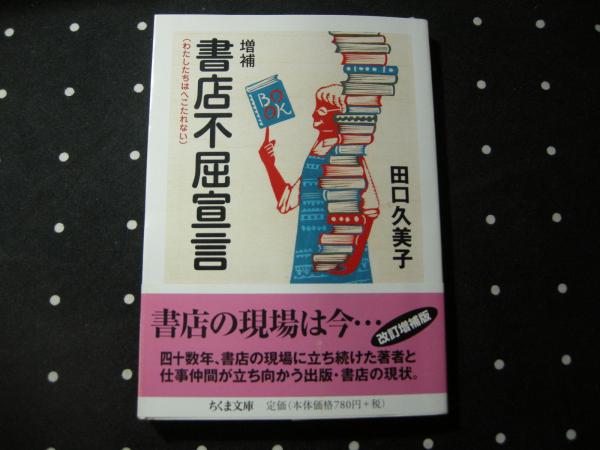 増補
書店不屈宣言
(わたしたちはへこたれない)
BO
OK
田口久美子
書店の現場は今…
改訂増補版
四十数年、書店の現場に立ち続けた著者と
仕事仲間が立ち向かう出版・書店の現状。
ちくま文庫 定価(本体価格780円+税)